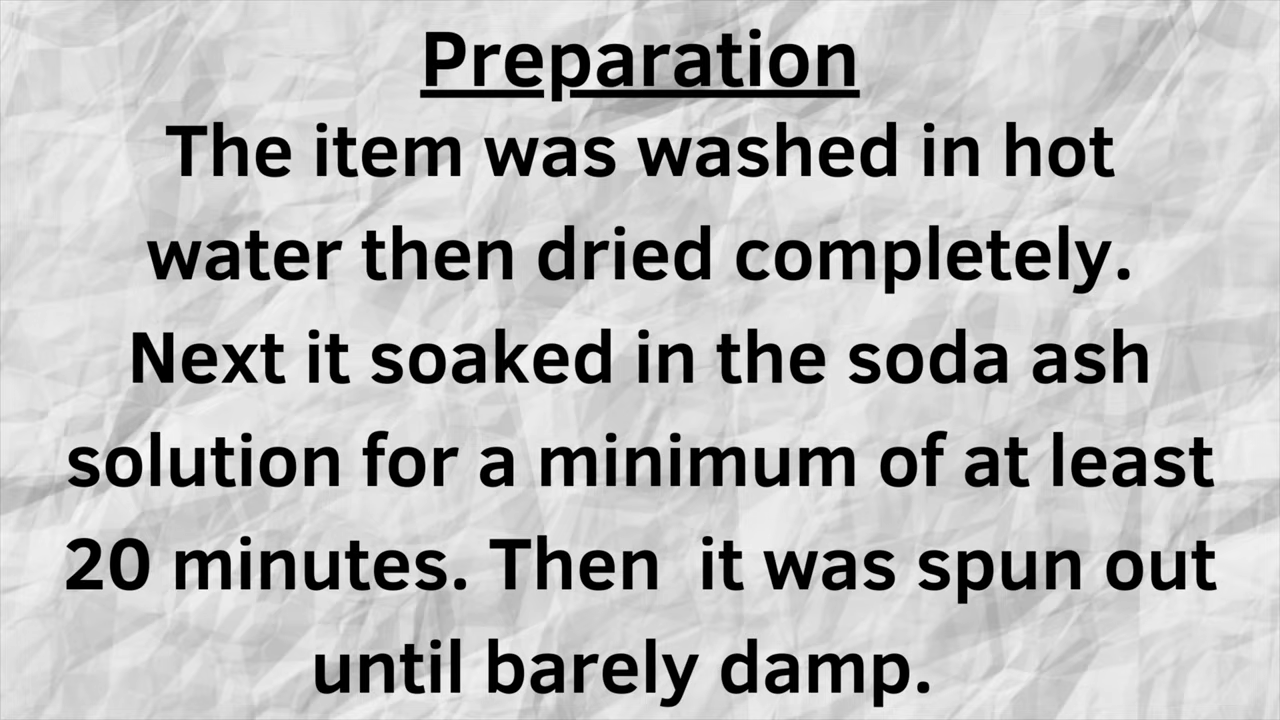 Preparation
The item was washed in hot
water then dried completely.
Next it soaked in the soda ash
solution for a minimum of at least
20 minutes. Then  it was spun out
until barely damp.